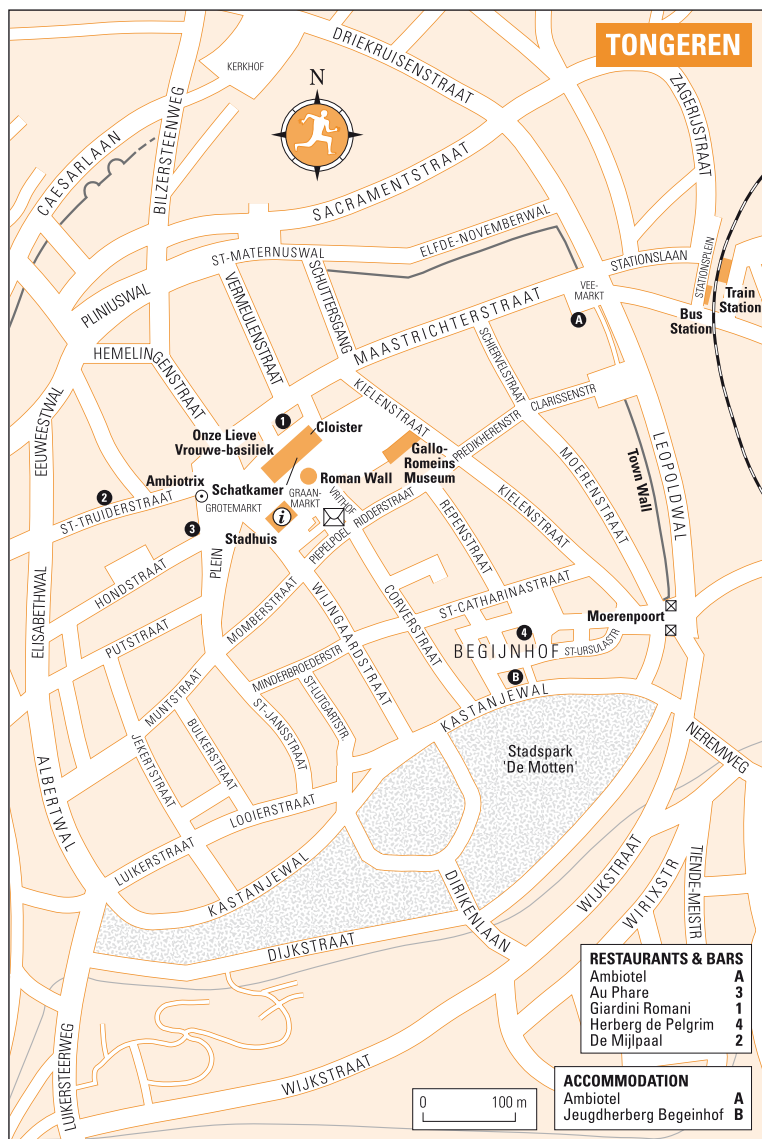 TONGEREN
KERKHOF
DRIEKRUISENSTRAAT
N
ZAGERIJSTRAAT
CAESARLAAN
BILZERSTEENWEG
SACRAMENTSTRAAT
ELFDE-NOVEMBERWAL
ST-MATERNUSWAL
STATIONSLAAN
STATIONSPLEIN
SCHUTTERSGANG
VERMEULENSTRAAT
PLINIUSWAL
VEE-
MARKT
Train
Station
Bus
Station
A
MAASTRICHTERSTRAAT
HEMELINGENSTRAAT
SCHIERVELSTRAAT
KIELENSTRAAT
CLARISSENSTR
PREDIKHERENSTR
EEUWEESTWAL
1
Cloister
Onze Lieve
Vrouwe-basiliek
Gallo-
Romeins
Museum
Roman Wall
Ambiotrix
Schatkamer
GRAAN-
MARKT
GROTEMARKT
VRITHOF
2
ST-TRUIDERSTRAAT
3
i
Stadhuis
PIEPELPOEL
RIDDERSTRAAT
REPENSTRAAT
KIELENSTRAAT
MOERENSTRAAT
Town Wall
LEOPOLDWAL
PLEIN
HONDSTRAAT
ELISABETHWAL
PUTSTRAAT
MOMBERSTRAAT
WIJNGAARDSTRAAT
CORVERSTRAAT
ST-CATHARINASTRAAT
Moerenpoort
4
BEGIJNHOF
ST-URSULASTR
B
MINDERBROEDERSTR
ST-LUTGARTSTR.
ST-JANSSTRAAT
MUNTSTRAAT
BULKERSTRAAT
JEKERTSTRAAT
KASTANJEWAL
Stadspark
'De Motten'
NEREMWEG
ALBERTWAL
LOOIERSTRAAT
LUIKERSTRAAT
KASTANJEWAL
DIRIKENLAAN
WIJKSTRAAT
WIRIXSTR
TIENDE-MEISTR
DIJKSTRAAT
LUIKERSTEERWEG
WIJKSTRAAT
0 100 m
RESTAURANTS & BARS
Ambiotel A
Au Phare 3
Giardini Romani 1
Herberg de Pelgrim 4
De Mijlpaal 2
ACCOMMODATION
Ambiotel A
Jeugdherberg Begeinhof B